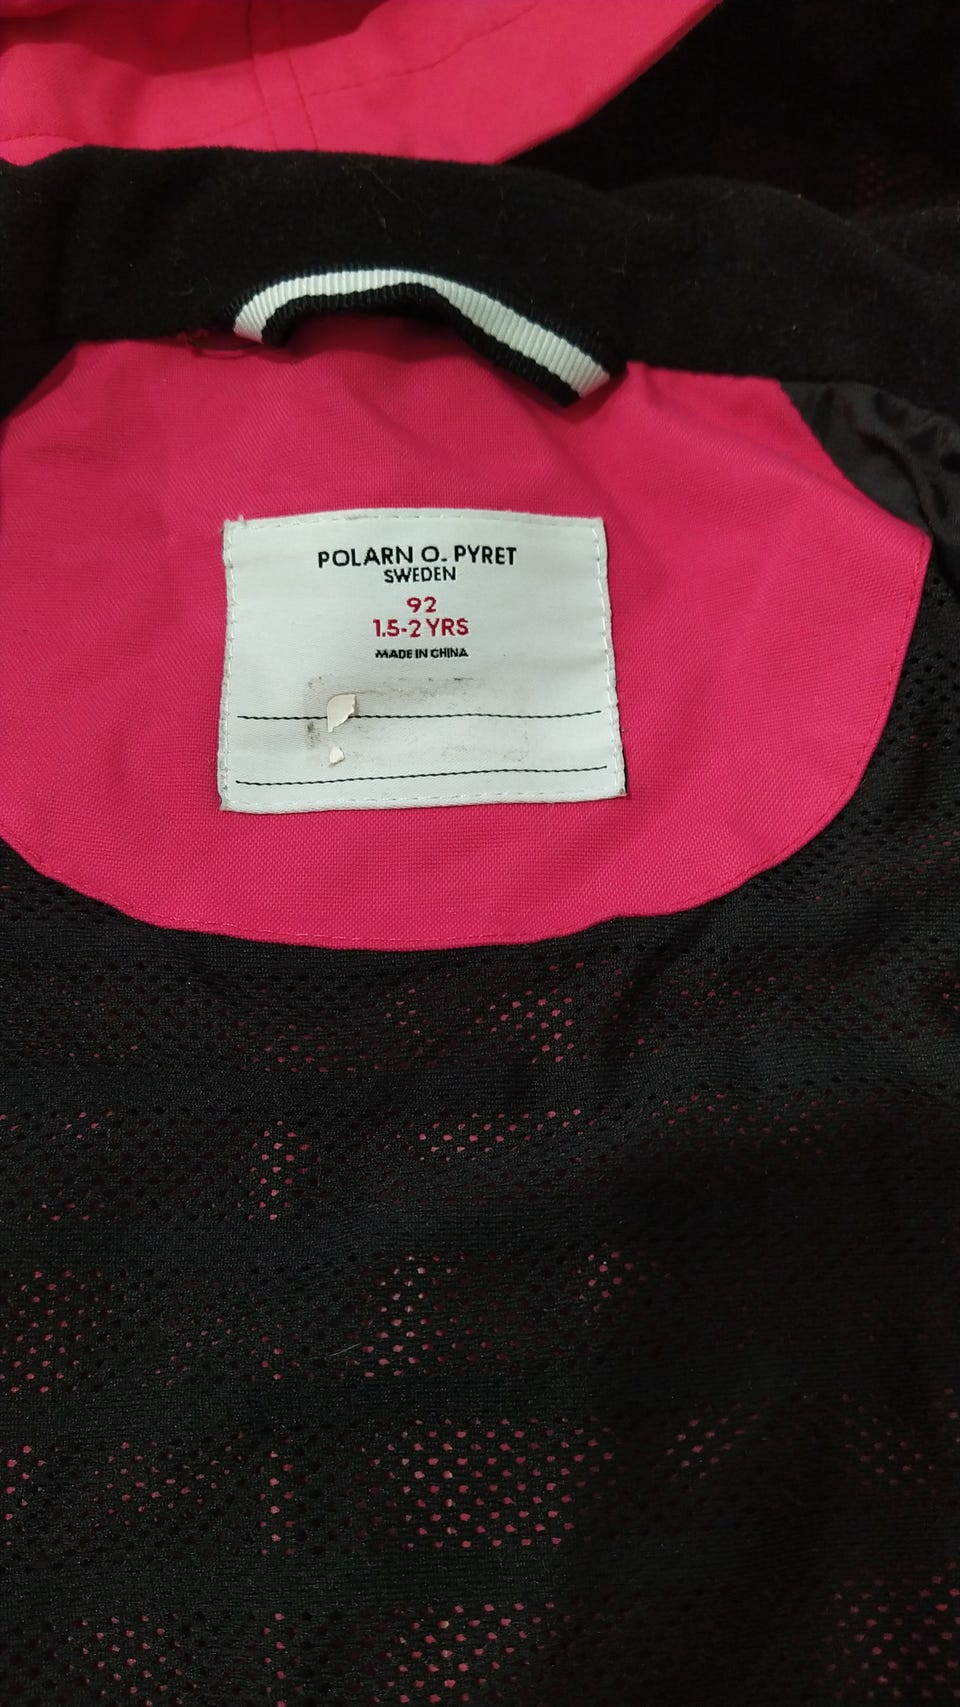 POLARN O. PYRET
SWEDEN
92
1.5-2 YRS
MADE IN CHINA